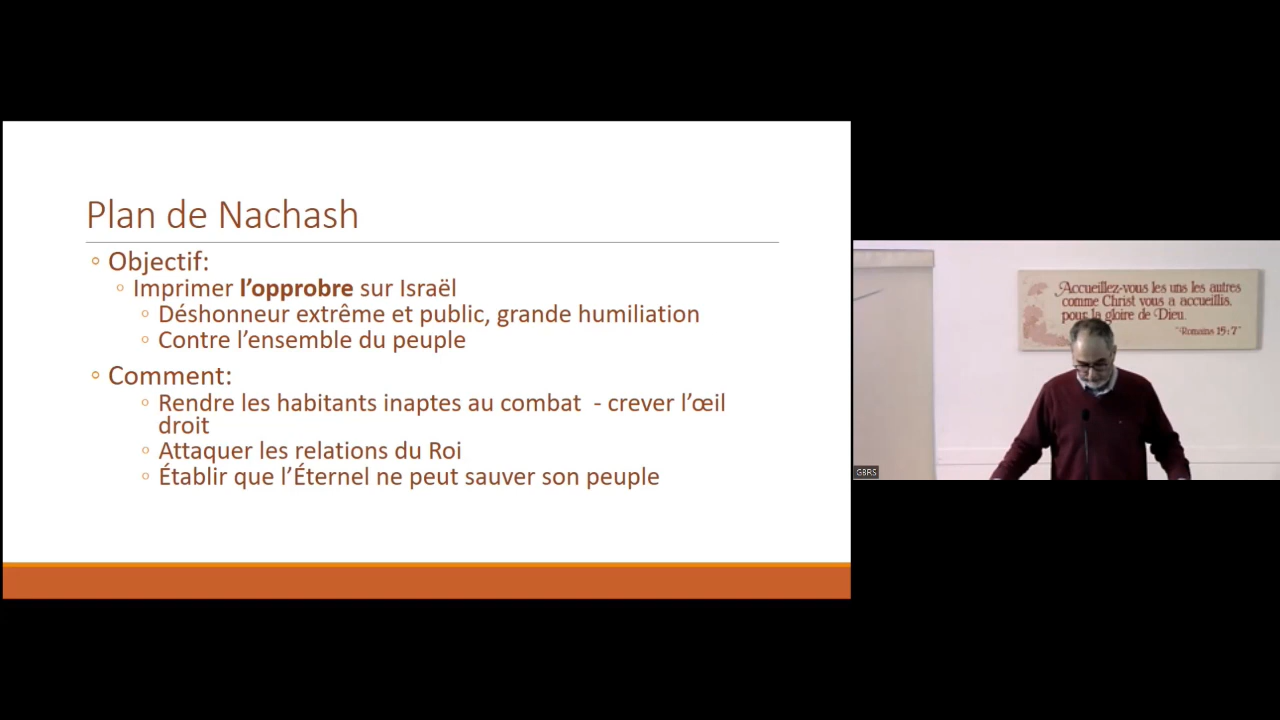 Plan de Nachash
◦ Objectif:
◦ Imprimer l’opprobre sur Israël
◦ Déshonneur extrême et public, grande humiliation
◦ Contre l’ensemble du peuple
◦ Comment:
◦ Rendre les habitants inaptes au combat - crever l’œil
droit
◦ Attaquer les relations du Roi
◦ Établir que l’Éternel ne peut sauver son peuple
Accueillez-vous les uns les autres
comme Christ vous a accueillis,
pour la gloire de Dieu.
"Romains 15:7"
GBRS